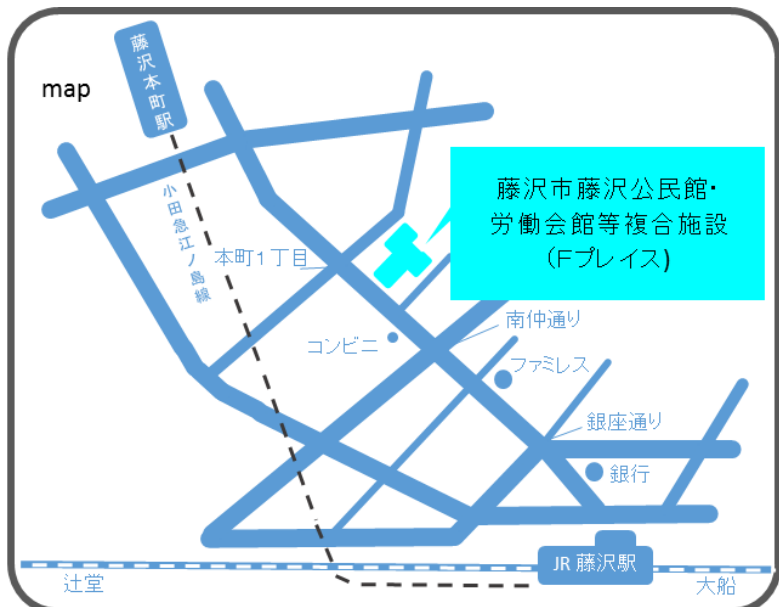 map
藤沢本町駅
小田急江ノ島線
藤沢市藤沢公民館・
労働会館等複合施設
(Fプレイス)
本町1丁目
南仲通り
コンビニ
ファミレス
銀座通り
銀行
JR 藤沢駅
辻堂
大船